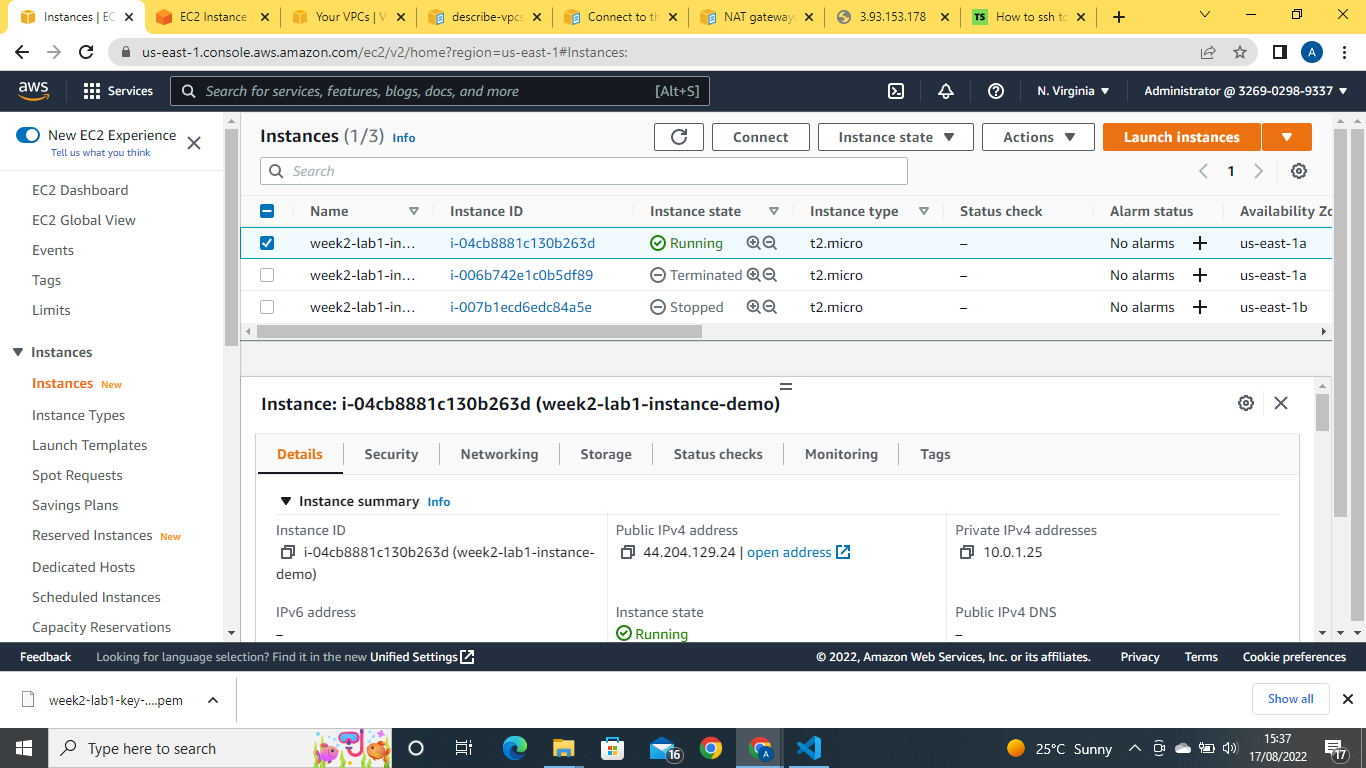 Instances | EC
EC2 Instance
Your VPCs | V
describe-vpcs
Connect to th
NAT gateway
3.93.153.178
TS How to ssh to
us-east-1.console.aws.amazon.com/ec2/v2/home?region=us-east-1#Instances:
A
aws Services Search for services, features, blogs, docs, and more [Alt+S] N. Virginia Administrator @ 3269-0298-9337
New EC2 Experience
Tell us what you think
EC2 Dashboard
EC2 Global View
Events
Tags
Limits
Instances
Instances New
Instance Types
Launch Templates
Spot Requests
Savings Plans
Reserved Instances New
Dedicated Hosts
Scheduled Instances
Capacity Reservations
Instances (1/3) Info Connect Instance state Actions Launch instances
Search 1
Name Instance ID Instance state Instance type Status check Alarm status Availability Zo
week2-lab1-in... i-04cb8881c130b263d Running t2.micro – No alarms + us-east-1a
week2-lab1-in... i-006b742e1c0b5df89 Terminated t2.micro – No alarms + us-east-1a
week2-lab1-in... i-007b1ecd6edc84a5e Stopped t2.micro – No alarms + us-east-1b
Instance: i-04cb8881c130b263d (week2-lab1-instance-demo)
Details Security Networking Storage Status checks Monitoring Tags
Instance summary Info
Instance ID
i-04cb8881c130b263d (week2-lab1-instance-
demo)
Public IPv4 address
44.204.129.24 | open address
Private IPv4 addresses
10.0.1.25
IPv6 address
–
Instance state
Running
Public IPv4 DNS
–
Feedback Looking for language selection? Find it in the new Unified Settings © 2022, Amazon Web Services, Inc. or its affiliates. Privacy Terms Cookie preferences
week2-lab1-key-....pem Show all
Type here to search 16 A 25°C Sunny 15:37
17/08/2022
17